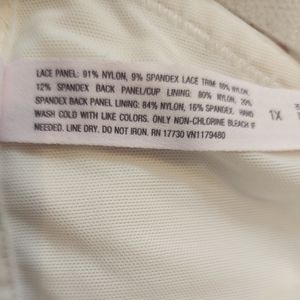 LACE PANEL: 91% NYLON, 9% SPANDEX LACE TRIM: 88% NYLON,
12% SPANDEX BACK PANEL/CUP LINING: 80% NYLON, 20%
SPANDEX BACK PANEL LINING: 84% NYLON, 16% SPANDEX. HAND
WASH COLD WITH LIKE COLORS. ONLY NON-CHLORINE BLEACH IF
NEEDED. LINE DRY. DO NOT IRON. RN 17730 VN1179480
1X